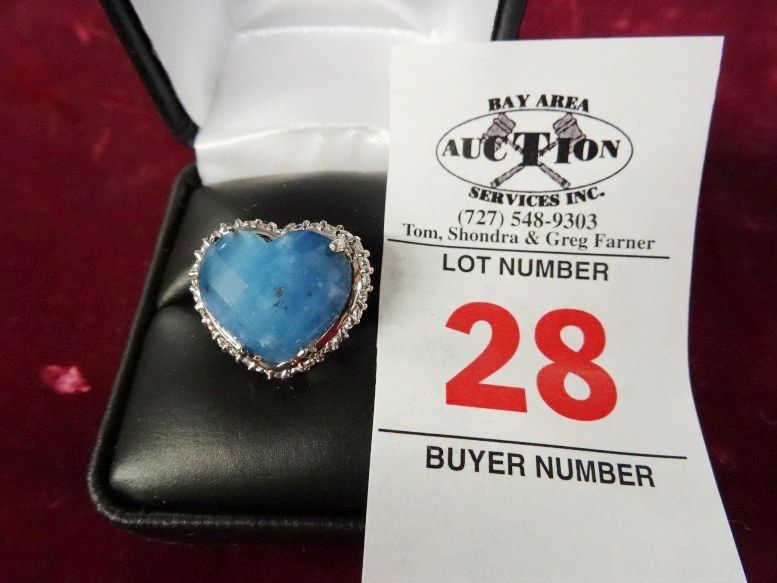 BAY AREA
AUCTION
SERVICES INC.
(727) 548-9303
Tom, Shondra & Greg Farner
LOT NUMBER
28
BUYER NUMBER